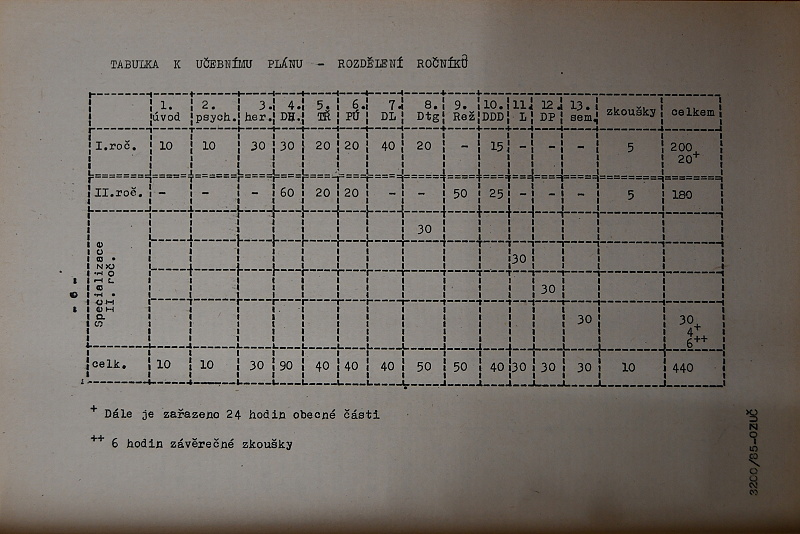 TABULKA K UČEBNÍMU PLÁNU - ROZDĚLENÍ ROČNÍKŮ
1. 2. 3. 4. 5. 6. 7. 8. 9. 10. 11. 12. 13. zkoušky celkem
úvod psych. her. DH. TŘ PÚ DL Dtg Rež DDD L DP sem.
I.roč. 10 10 30 30 20 20 40 20 - 15 - - - 5 200
20+
II.roč. - - - 60 20 20 - - 50 25 - - - 5 180
Specializace
II. roč.
30
30
30
30 30
4+
6++
celk. 10 10 30 90 40 40 40 50 50 40 30 30 30 10 440
+ Dále je zařazeno 24 hodin obecné části
++ 6 hodin závěrečné zkoušky
- 6 -
3200/85-OZUČ